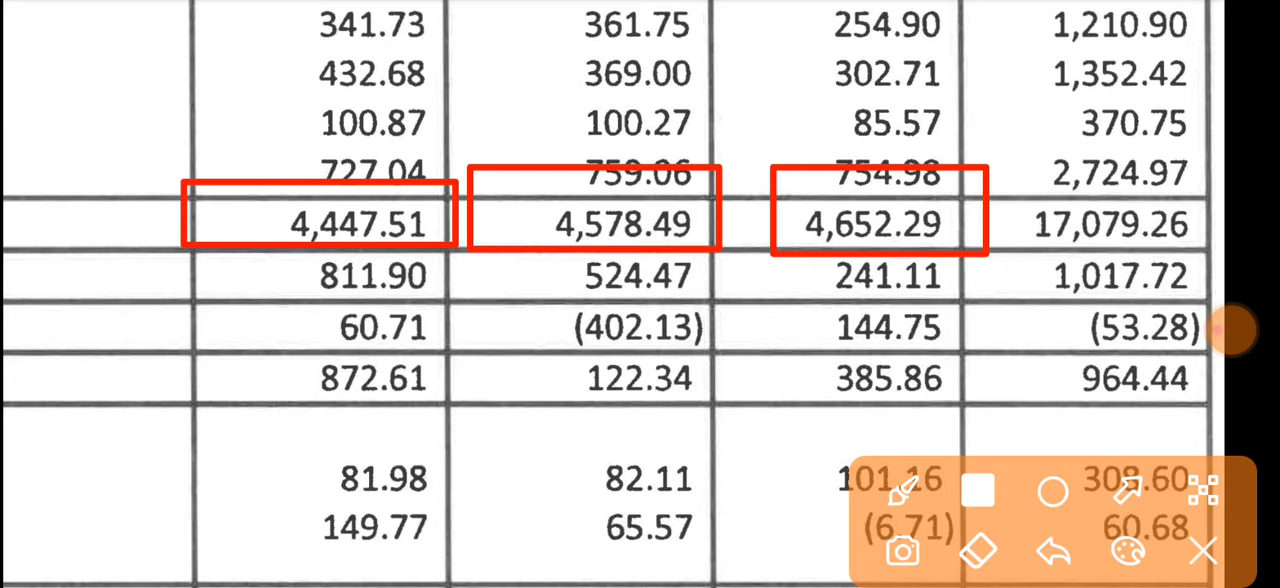 341.73 361.75 254.90 1,210.90
432.68 369.00 302.71 1,352.42
100.87 100.27 85.57 370.75
727.04 759.06 754.98 2,724.97
4,447.51 4,578.49 4,652.29 17,079.26
811.90 524.47 241.11 1,017.72
60.71 (402.13) 144.75 (53.28)
872.61 122.34 385.86 964.44
81.98 82.11 101.16 308.60
149.77 65.57 (6.71) 60.68